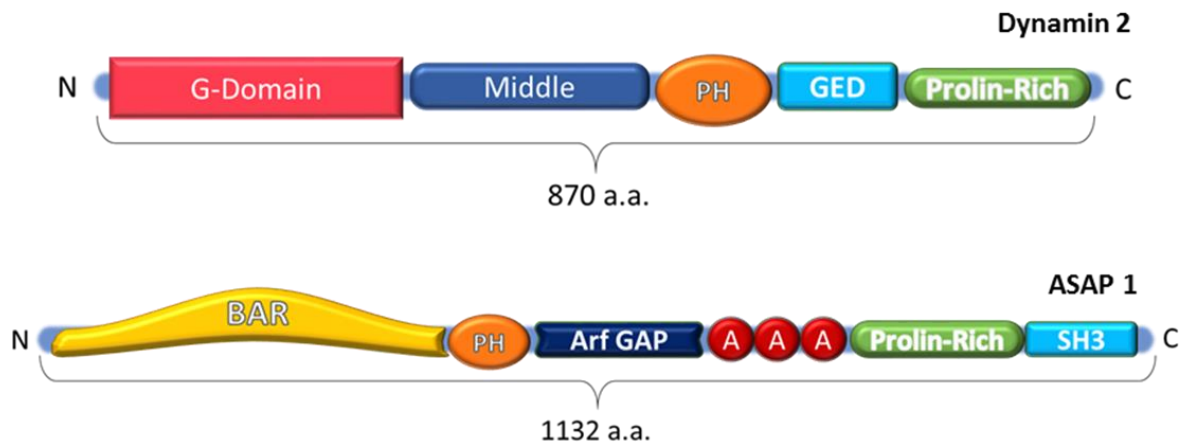 Dynamin 2
N G-Domain Middle PH GED Prolin-Rich C
870 a.a.
ASAP 1
N BAR PH Arf GAP A A A Prolin-Rich SH3 C
1132 a.a.